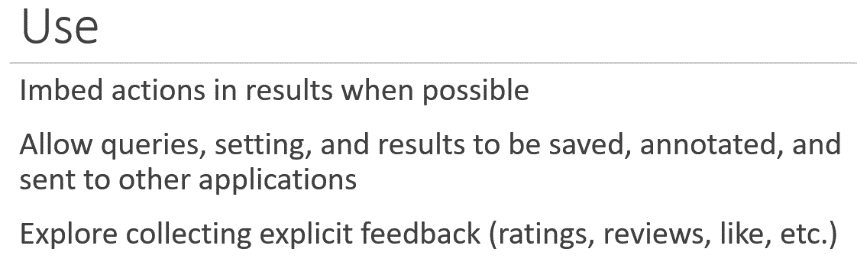 Use
Imbed actions in results when possible
Allow queries, setting, and results to be saved, annotated, and
sent to other applications
Explore collecting explicit feedback (ratings, reviews, like, etc.)